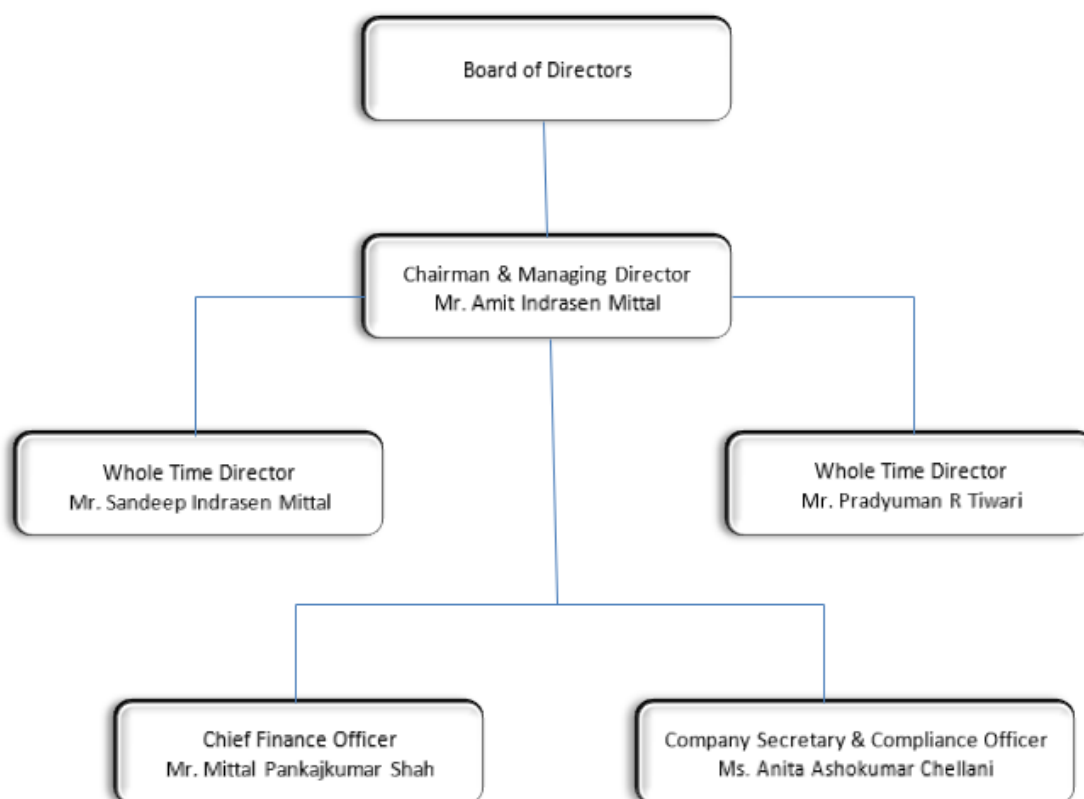 Board of Directors
Chairman & Managing Director
Mr. Amit Indrasen Mittal
Whole Time Director
Mr. Sandeep Indrasen Mittal
Whole Time Director
Mr. Pradyuman R Tiwari
Chief Finance Officer
Mr. Mittal Pankajkumar Shah
Company Secretary & Compliance Officer
Ms. Anita Ashokumar Chellani